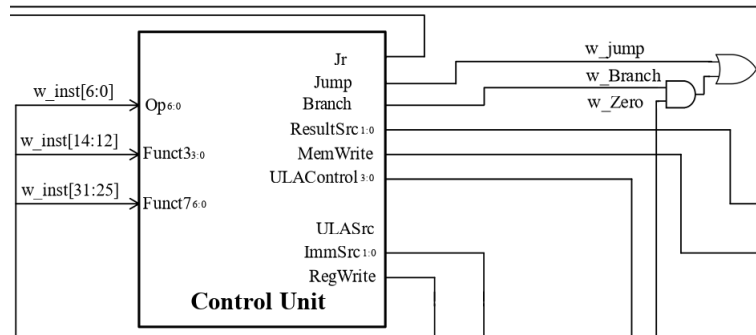 Jr
w_jump
Jump
w_Branch
w_inst[6:0]
Op6:0
Branch
w_Zero
ResultSrc1:0
w_inst[14:12]
Funct33:0
MemWrite
ULAControl3:0
w_inst[31:25]
Funct76:0
ULASrc
ImmSrc1:0
RegWrite
Control Unit